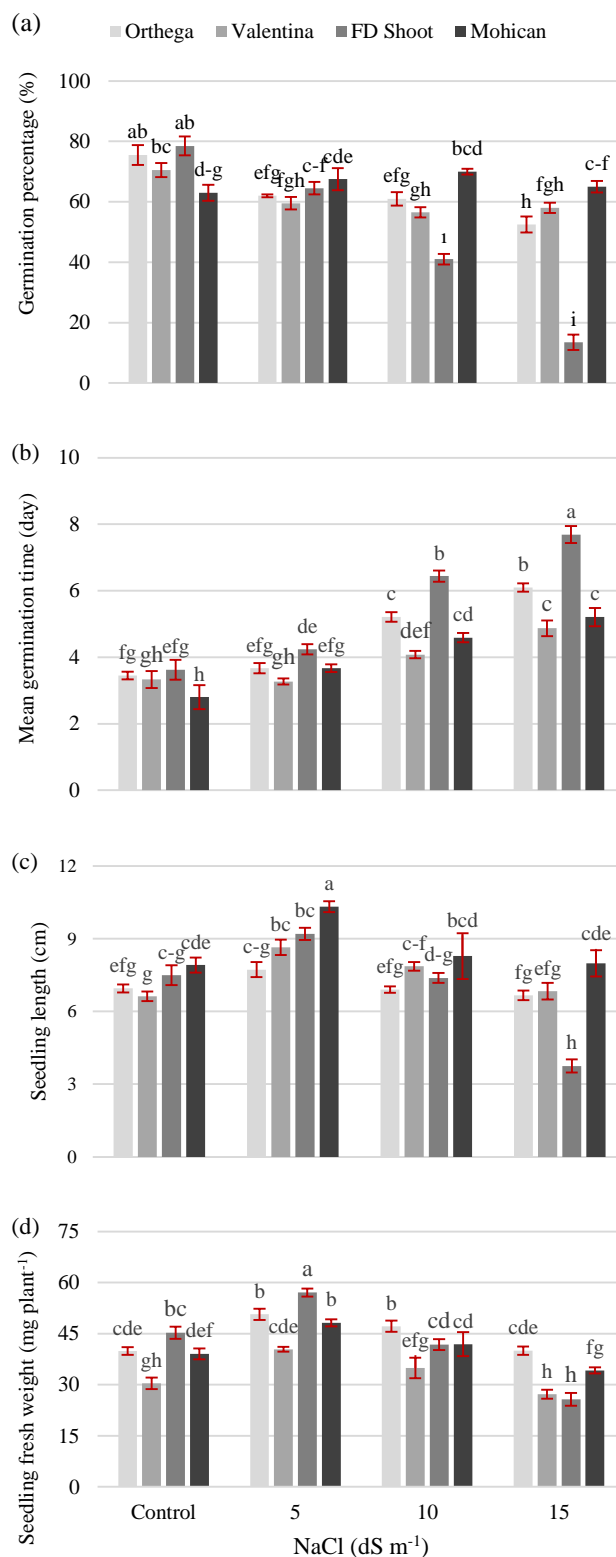 (a)
Orthega Valentina FD Shoot Mohican
Germination percentage (%)
100
80
60
40
20
0
ab bc ab d-g efg fgh c-f cde efg gh ı bcd h fgh i c-f
(b)
Mean germination time (day)
10
8
6
4
2
0
fg gh efg h efg gh de efg c def b cd b c a c
(c)
Seedling length (cm)
12
9
6
3
0
efg g c-g cde c-g bc bc a efg c-f d-g bcd fg efg h cde
(d)
Seedling fresh weight (mg plant⁻¹)
75
60
45
30
15
0
cde gh bc def b cde a b b efg cd cd cde h h fg
Control 5 10 15
NaCl (dS m⁻¹)